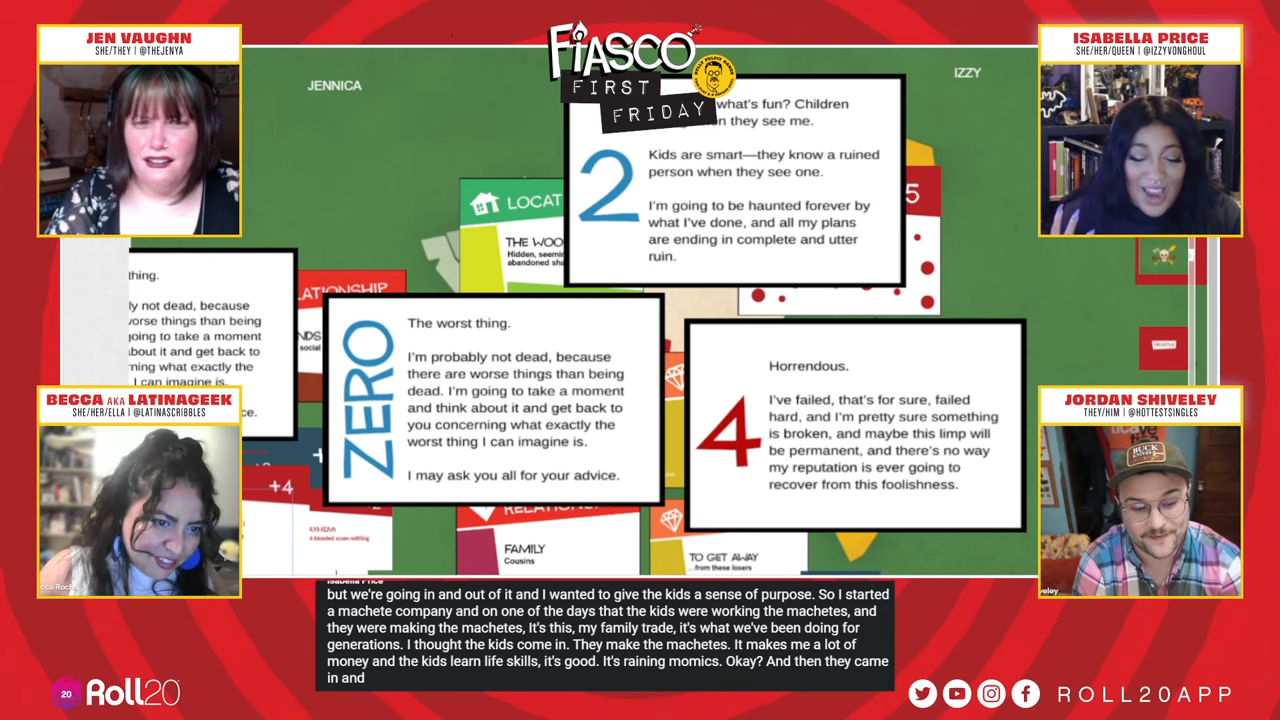 JEN VAUGHN
SHE/THEY | @THEJENYA
FIASCO
FIRST
FRIDAY
BULLY PULPIT GAMES
ISABELLA PRICE
SHE/HER/QUEEN | @IZZYVONGHOUL
JENNICA
IZZY
what's fun? Children
they see me.
2
Kids are smart—they know a ruined
person when they see one.
I'm going to be haunted forever by
what I've done, and all my plans
are ending in complete and utter
ruin.
5
LOCAT
THE WOO
Hidden, seemin
abandoned sha
LATIONSHIP
NDS
social
thing.
ly not dead, because
worse things than being
going to take a moment
about it and get back to
rning what exactly the
I can imagine is.
ce.
ZERO
The worst thing.
I'm probably not dead, because
there are worse things than being
dead. I'm going to take a moment
and think about it and get back to
you concerning what exactly the
worst thing I can imagine is.
I may ask you all for your advice.
4
Horrendous.
I've failed, that's for sure, failed
hard, and I'm pretty sure something
is broken, and maybe this limp will
be permanent, and there's no way
my reputation is ever going to
recover from this foolishness.
NEGATIVE
BECCA AKA LATINAGEEK
SHE/HER/ELLA | @LATINASCRIBBLES
JORDAN SHIVELEY
THEY/HIM | @HOTTESTSINGLES
BUCK
KNIVES
+4
RELATIONS
FAMILY
Cousins
TO GET AWAY
...from these losers
Isabella Price
but we're going in and out of it and I wanted to give the kids a sense of purpose. So I started
a machete company and on one of the days that the kids were working the machetes, and
they were making the machetes, It's this, my family trade, it's what we've been doing for
generations. I thought the kids come in. They make the machetes. It makes me a lot of
money and the kids learn life skills, it's good. It's raining momics. Okay? And then they came
in and
20
Roll20
ROLL20APP